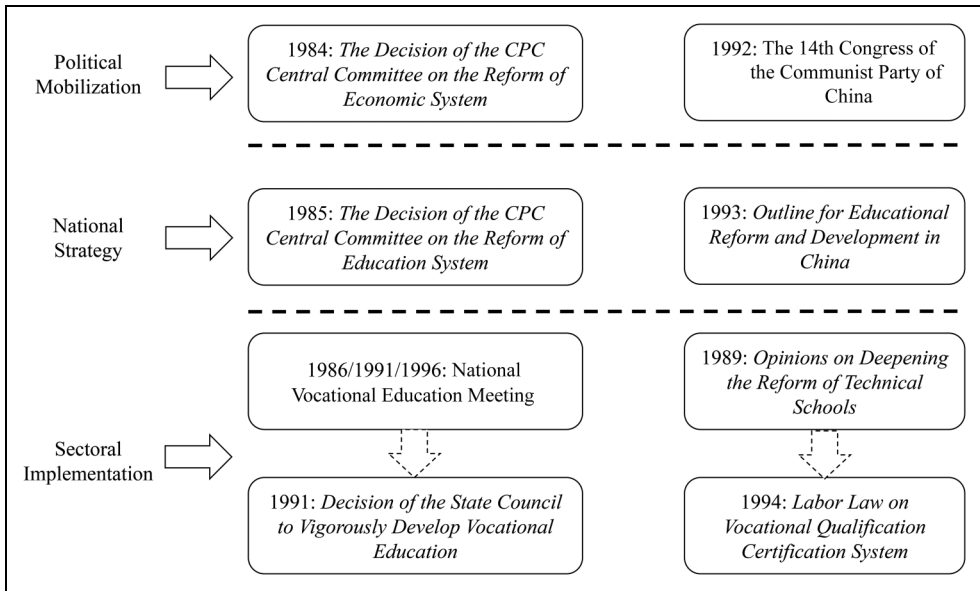 Political
Mobilization
1984: The Decision of the CPC
Central Committee on the Reform of
Economic System
1992: The 14th Congress of
the Communist Party of
China
National
Strategy
1985: The Decision of the CPC
Central Committee on the Reform of
Education System
1993: Outline for Educational
Reform and Development in
China
Sectoral
Implementation
1986/1991/1996: National
Vocational Education Meeting
1989: Opinions on Deepening
the Reform of Technical
Schools
1991: Decision of the State Council
to Vigorously Develop Vocational
Education
1994: Labor Law on
Vocational Qualification
Certification System